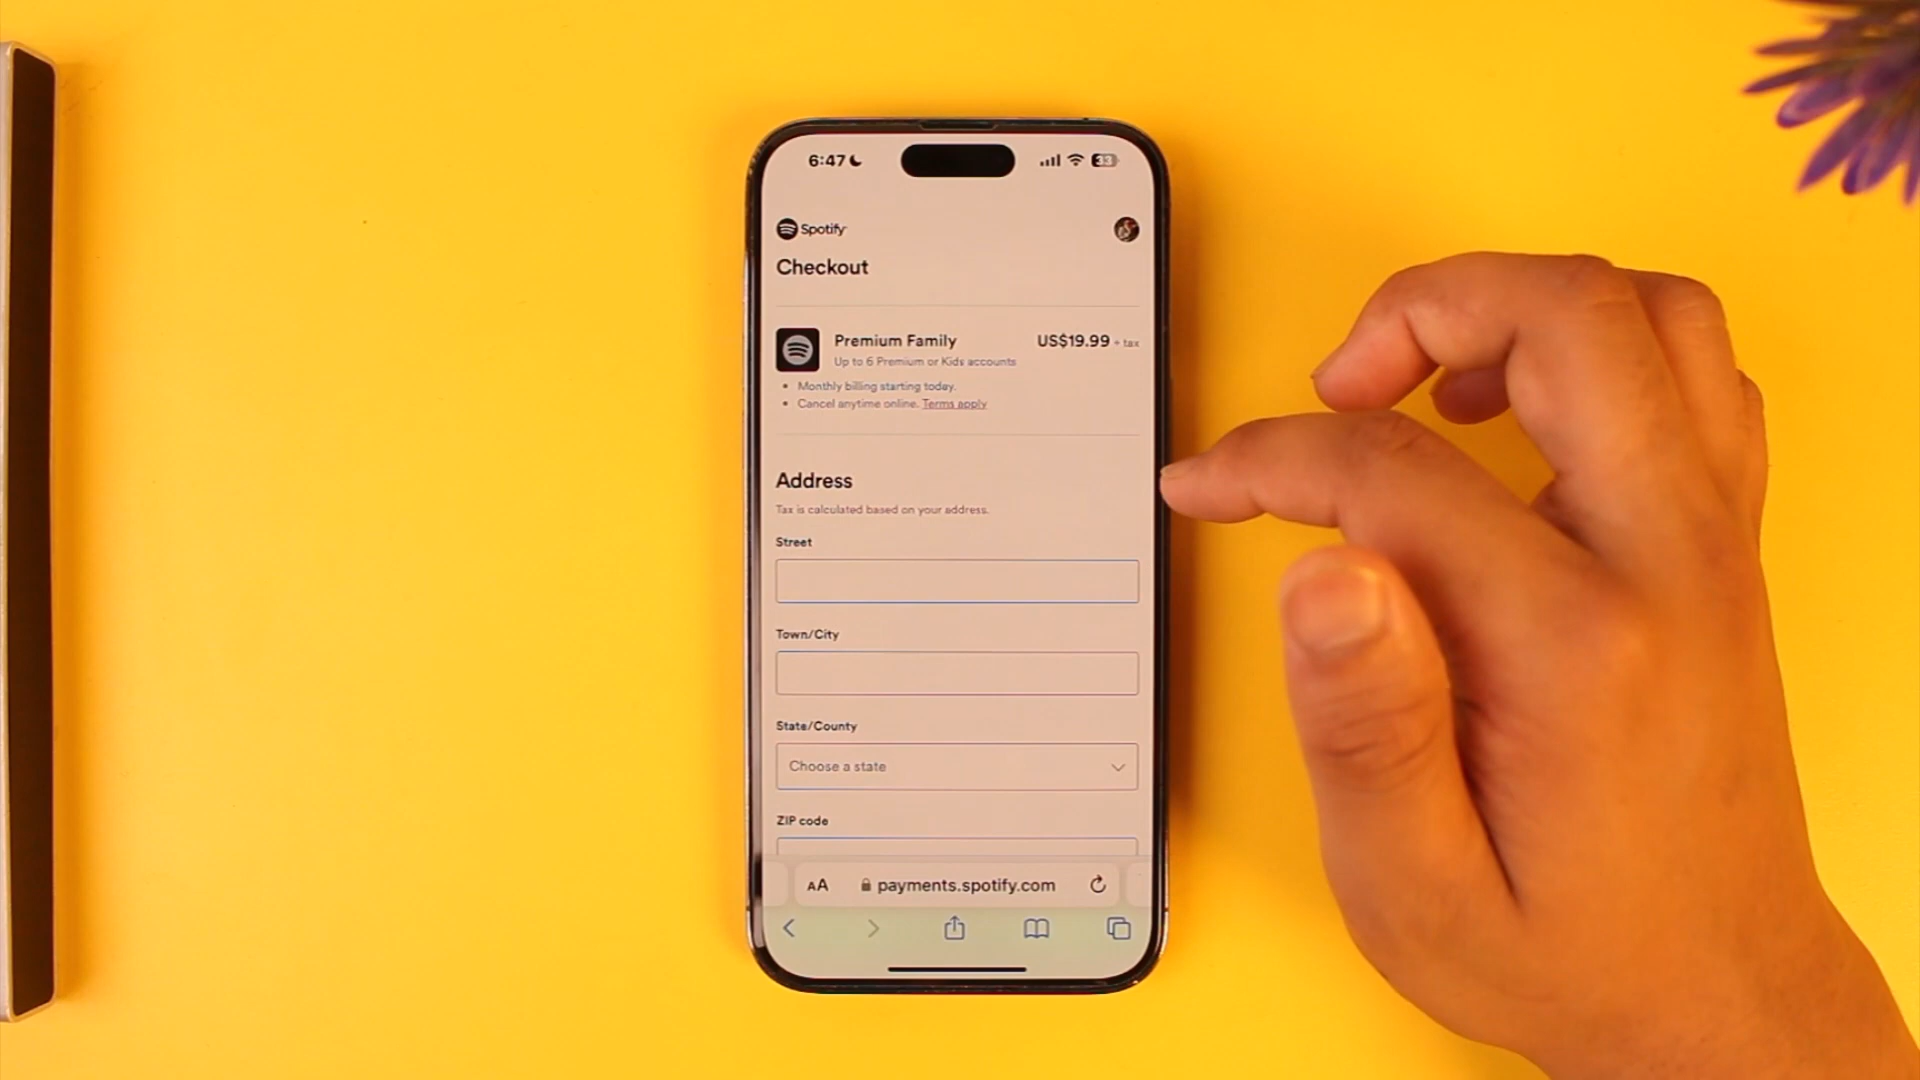 6:47
33
Spotify
Checkout
Premium Family
US$19.99 + tax
Up to 6 Premium or Kids accounts
Monthly billing starting today.
Cancel anytime online. Terms apply
Address
Tax is calculated based on your address.
Street
Town/City
State/County
Choose a state
ZIP code
AA
payments.spotify.com